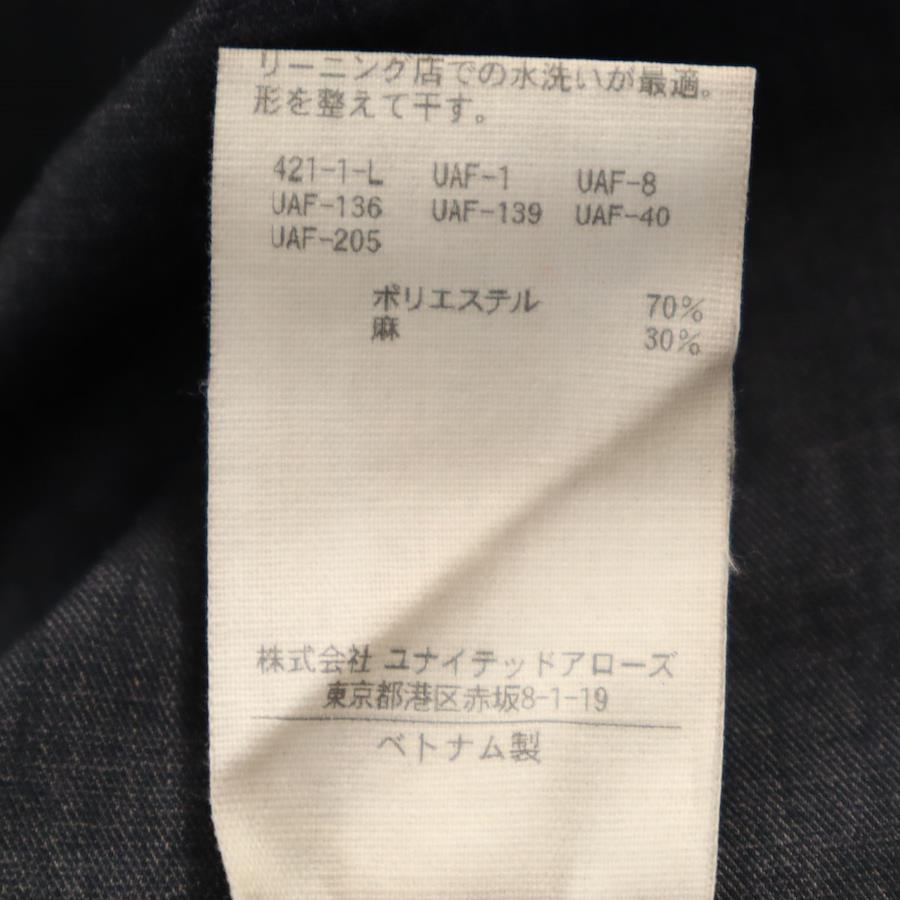 リーニング店での水洗いが最適。
形を整えて干す。
421-1-L UAF-1 UAF-8
UAF-136 UAF-139 UAF-40
UAF-205
ポリエステル 70%
麻 30%
株式会社 ユナイテッドアローズ
東京都港区赤坂8-1-19
ベトナム製